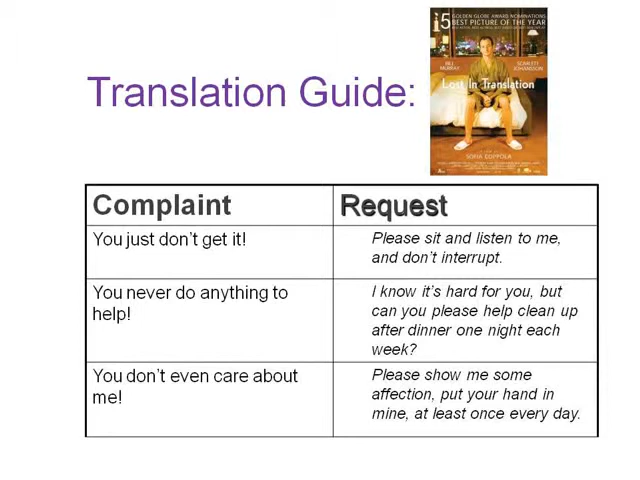 5 GOLDEN GLOBE AWARD NOMINATIONS
BEST PICTURE OF THE YEAR
BILL MURRAY
SCARLETT JOHANSSON
Lost In Translation
SOFIA COPPOLA
Translation Guide:
Complaint
Request
You just don't get it!
Please sit and listen to me,
and don't interrupt.
You never do anything to
help!
I know it's hard for you, but
can you please help clean up
after dinner one night each
week?
You don't even care about
me!
Please show me some
affection, put your hand in
mine, at least once every day.